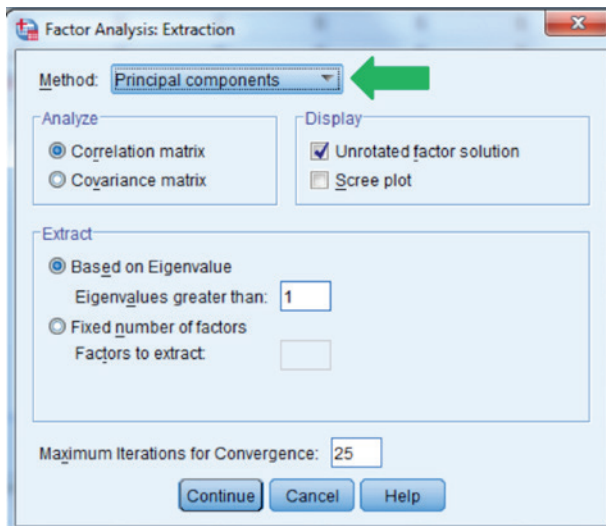 Factor Analysis: Extraction
Method: Principal components
Analyze
Correlation matrix
Covariance matrix
Display
Unrotated factor solution
Scree plot
Extract
Based on Eigenvalue
Eigenvalues greater than: 1
Fixed number of factors
Factors to extract:
Maximum Iterations for Convergence: 25
Continue Cancel Help